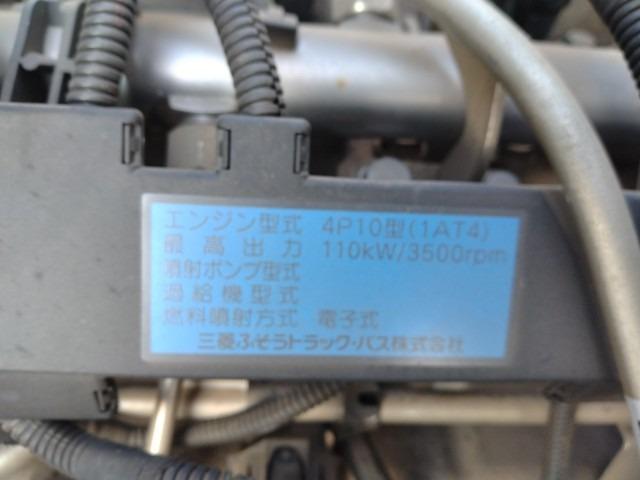 エンジン型式 4P10型(1AT4)
最高出力 110kW/3500rpm
噴射ポンプ型式
過給機型式
燃料噴射方式 電子式
三菱ふそうトラック・バス株式会社